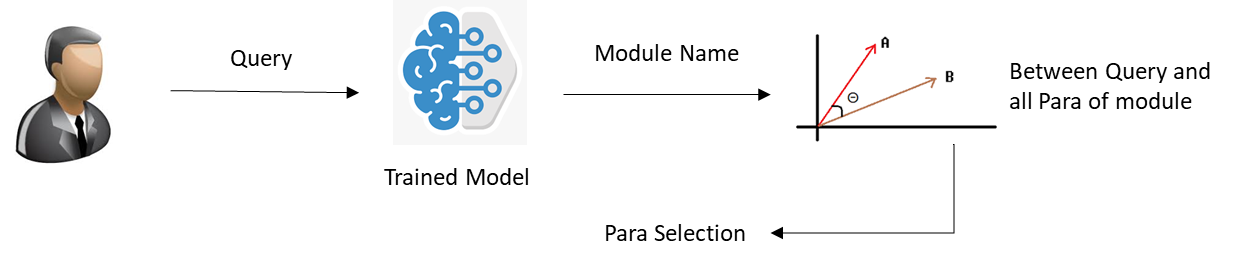 Query
Trained Model
Module Name
A
B
Θ
Between Query and
all Para of module
Para Selection